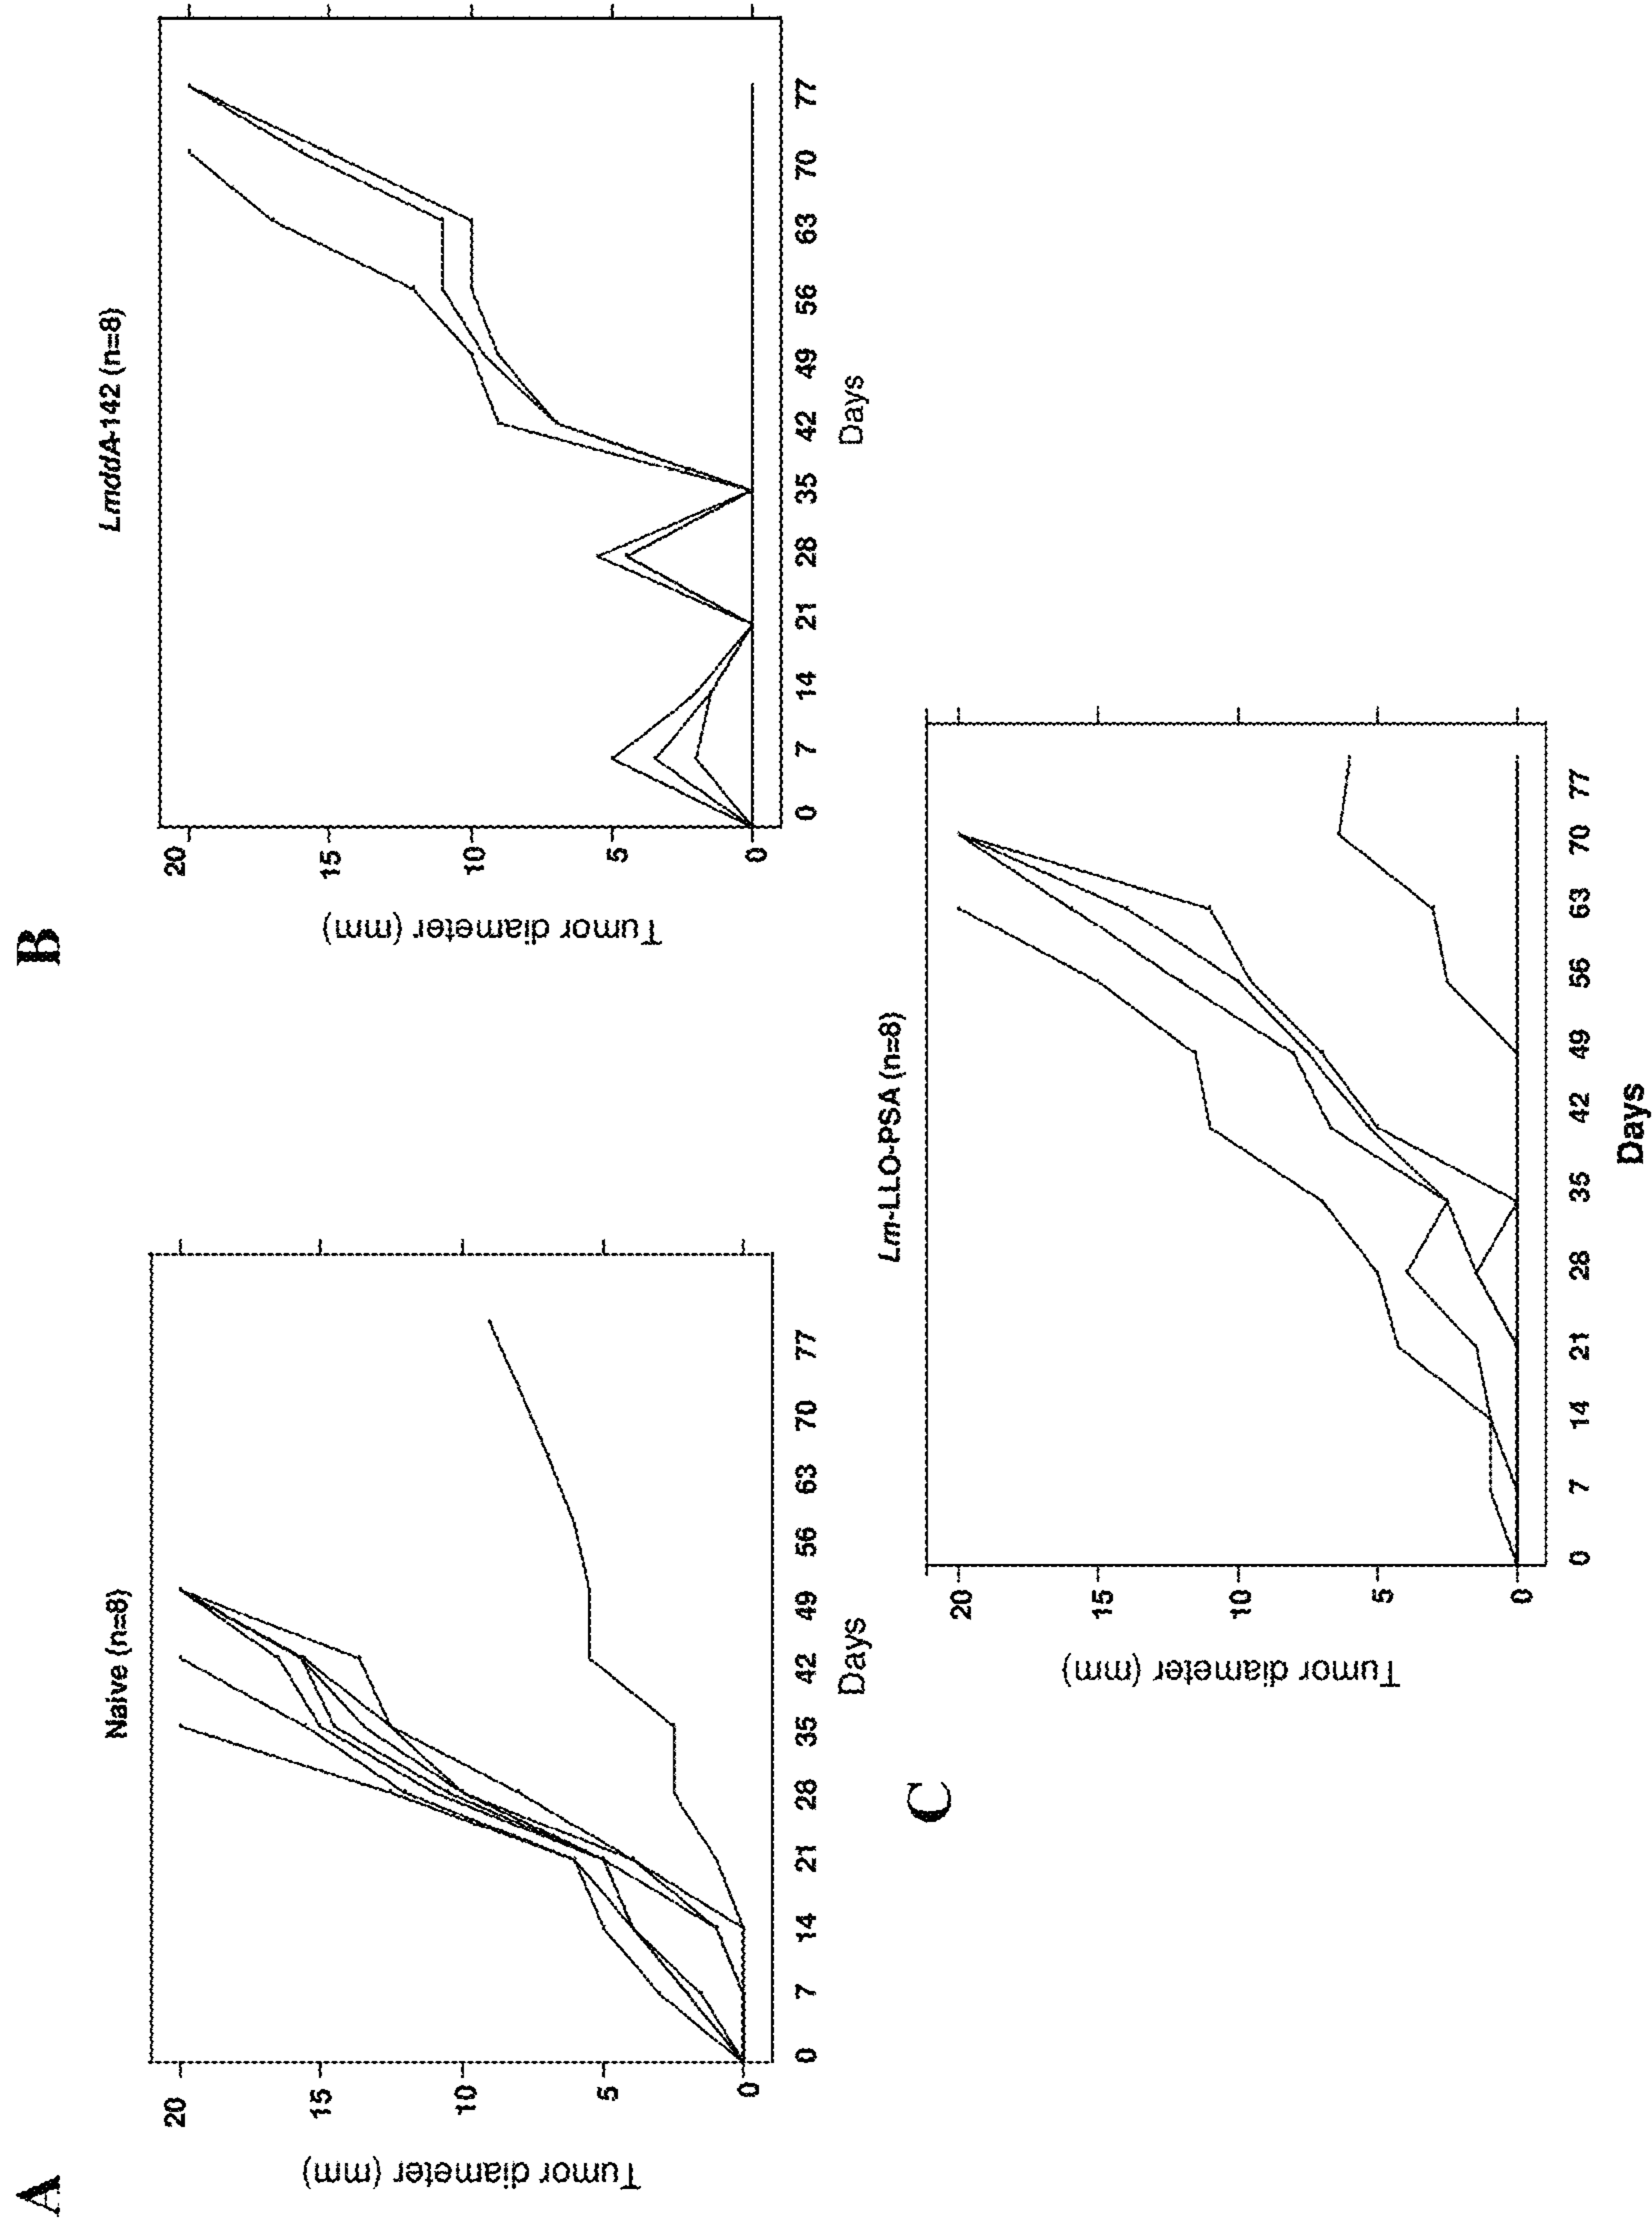 A
Naive (n=8)
Tumor diameter (mm)
20
15
10
5
0
0 7 14 21 28 35 42 49 56 63 70 77
Days
B
LmddA-142 (n=8)
Tumor diameter (mm)
20
15
10
5
0
0 7 14 21 28 35 42 49 56 63 70 77
Days
C
Lm-LLO-PSA (n=8)
Tumor diameter (mm)
20
15
10
5
0
0 7 14 21 28 35 42 49 56 63 70 77
Days